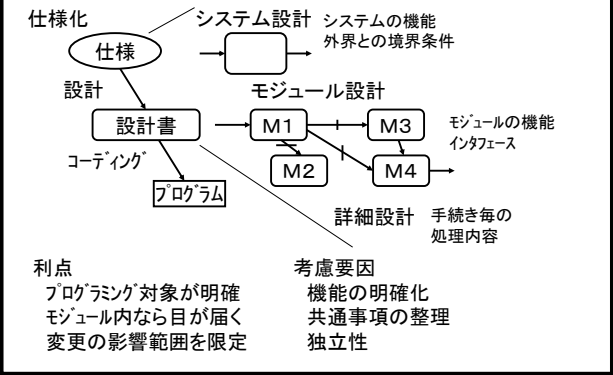 仕様化
仕様
設計
設計書
コーディング
プログラム
システム設計
システムの機能
外界との境界条件
モジュール設計
M1
M3
M2
M4
モジュールの機能
インタフェース
詳細設計
手続き毎の
処理内容
利点
プログラミング対象が明確
モジュール内なら目が届く
変更の影響範囲を限定
考慮要因
機能の明確化
共通事項の整理
独立性